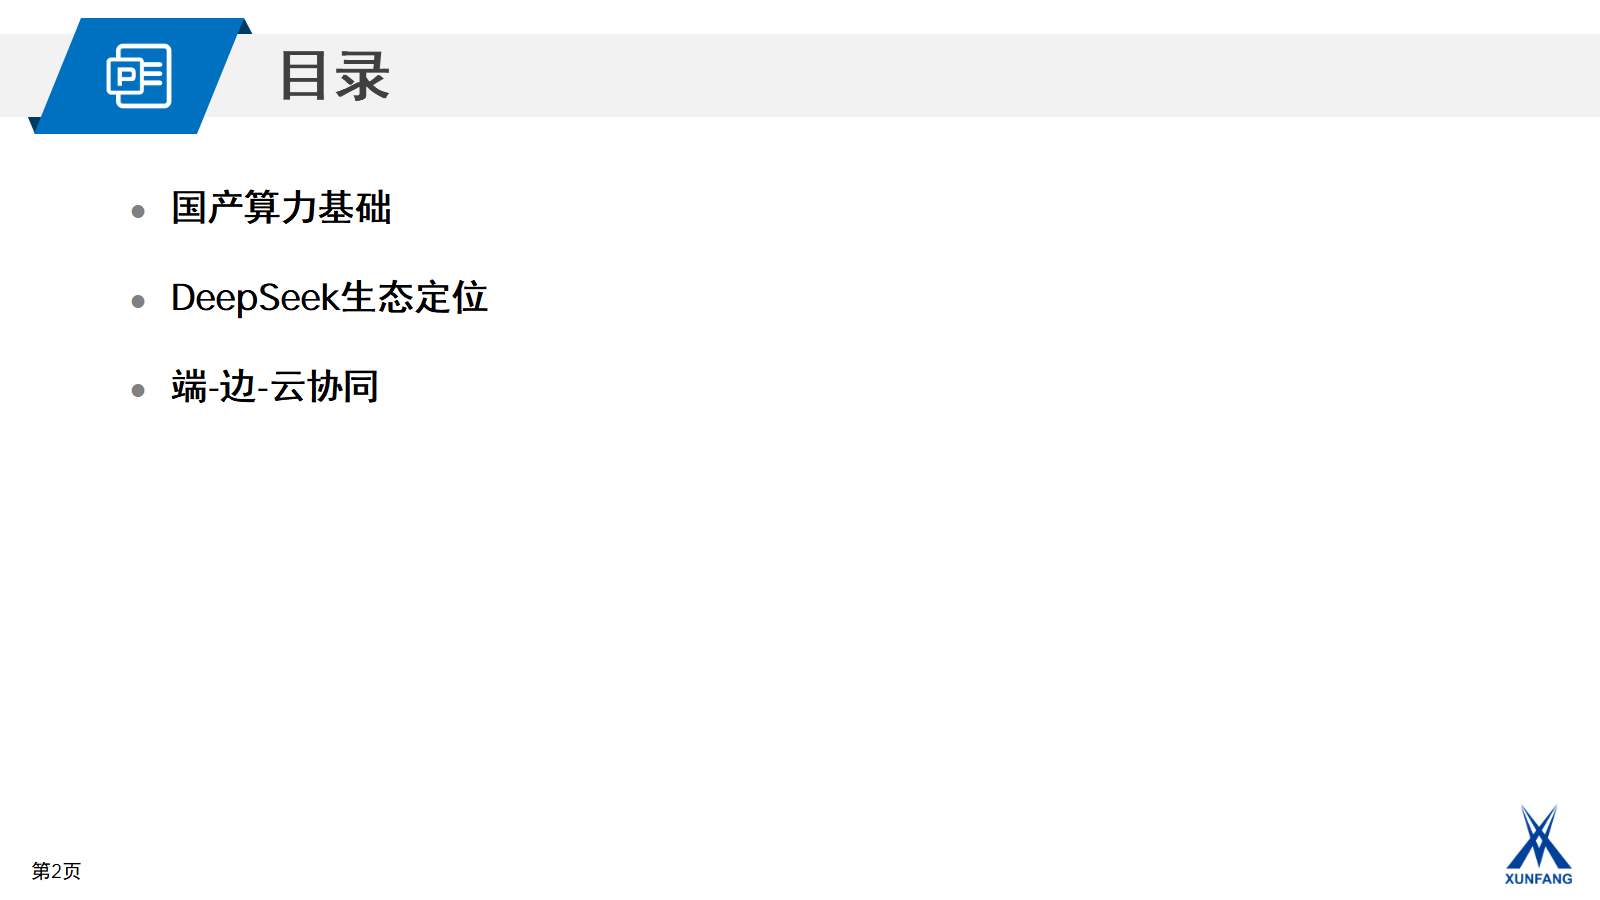 目录
国产算力基础
DeepSeek生态定位
端-边-云协同
第2页
XUNFANG